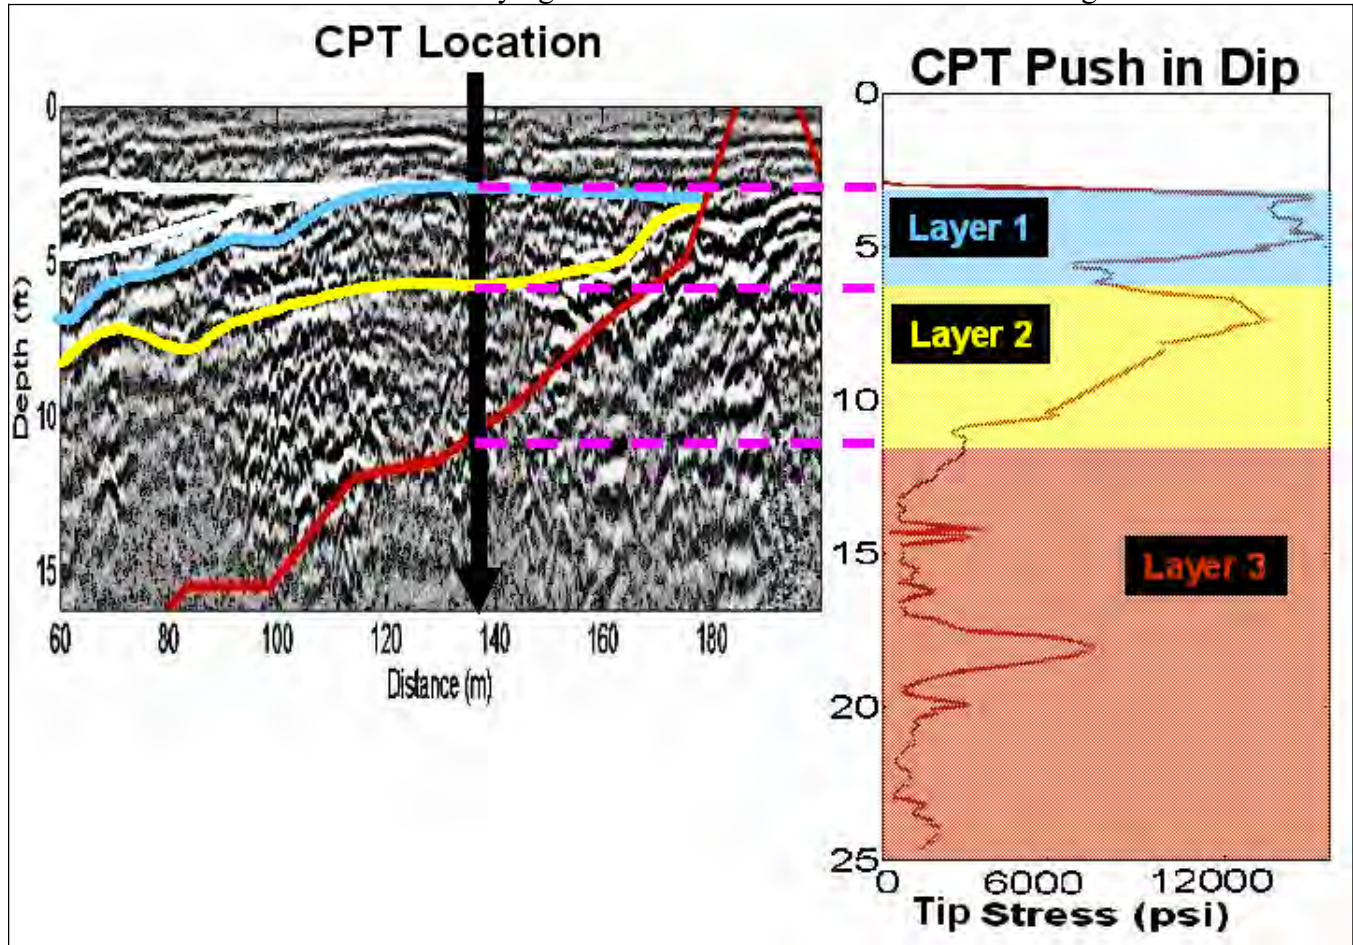 CPT Location
CPT Push in Dip
0
5
10
15
Depth (ft)
60 80 100 120 140 160 180
Distance (m)
0
5
10
15
20
25
Layer 1
Layer 2
Layer 3
0 6000 12000
Tip Stress (psi)